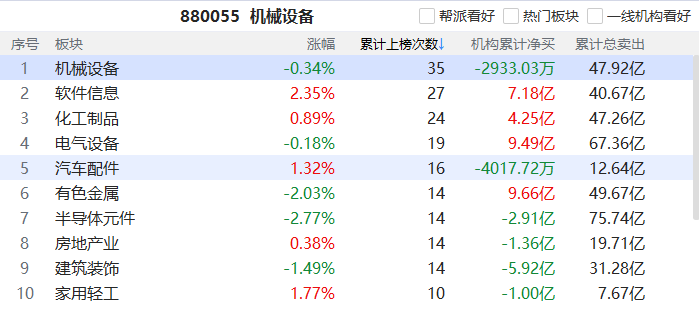 880055 机械设备 帮派看好 热门板块 一线机构看好
序号 板块 涨幅 累计上榜次数↓ 机构累计净买 累计总卖出
1 机械设备 -0.34% 35 -2933.03万 47.92亿
2 软件信息 2.35% 27 7.18亿 40.67亿
3 化工制品 0.89% 24 4.25亿 47.26亿
4 电气设备 -0.18% 19 9.49亿 67.36亿
5 汽车配件 1.32% 16 -4017.72万 12.64亿
6 有色金属 -2.03% 14 9.66亿 49.67亿
7 半导体元件 -2.77% 14 -2.91亿 75.74亿
8 房地产业 0.38% 14 -1.36亿 19.71亿
9 建筑装饰 -1.49% 14 -5.92亿 31.28亿
10 家用轻工 1.77% 10 -1.00亿 7.67亿